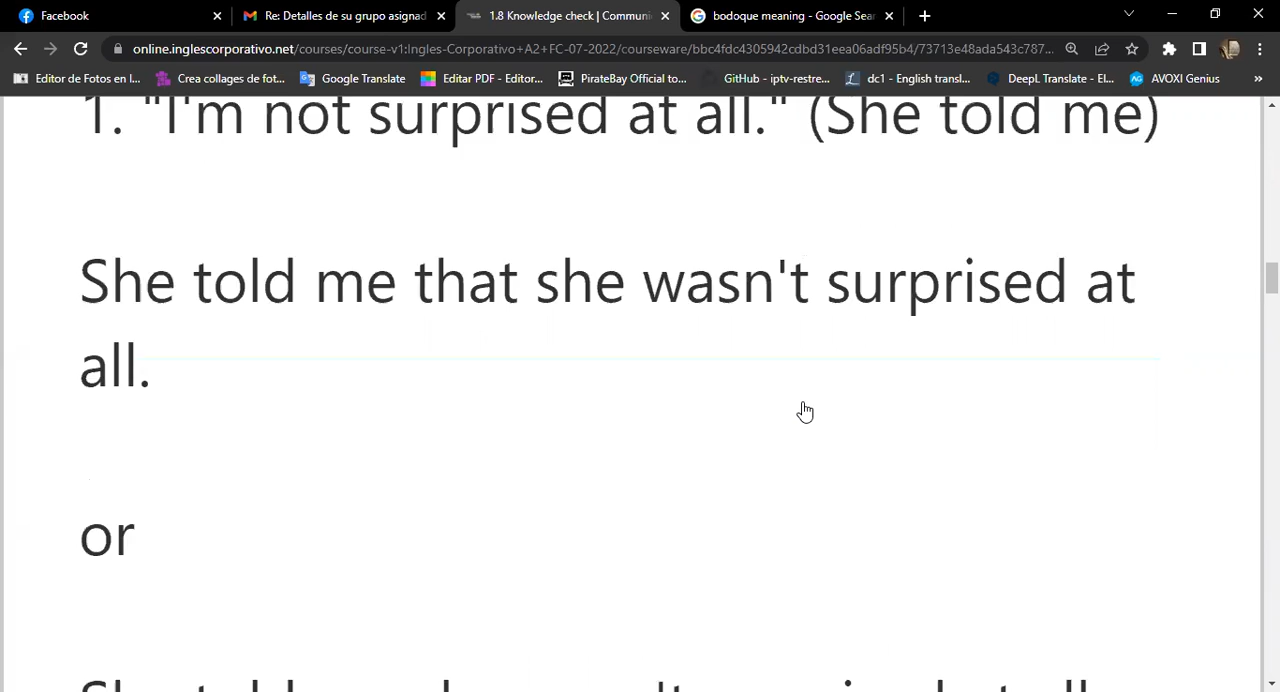 Facebook
Re: Detalles de su grupo asignad
1.8 Knowledge check | Communi
bodoque meaning - Google Sear
online.inglescorporativo.net/courses/course-v1:Ingles-Corporativo+A2+FC-07-2022/courseware/bbc4fdc4305942cdbd31eea06adf95b4/73713e48ada543c787...
Editor de Fotos en l...
Crea collages de fot...
Google Translate
Editar PDF - Editor...
PirateBay Official to...
GitHub - iptv-restre...
dc1 - English transl...
DeepL Translate - El...
AVOXI Genius
1. "I'm not surprised at all." (She told me)
She told me that she wasn't surprised at
all.
or